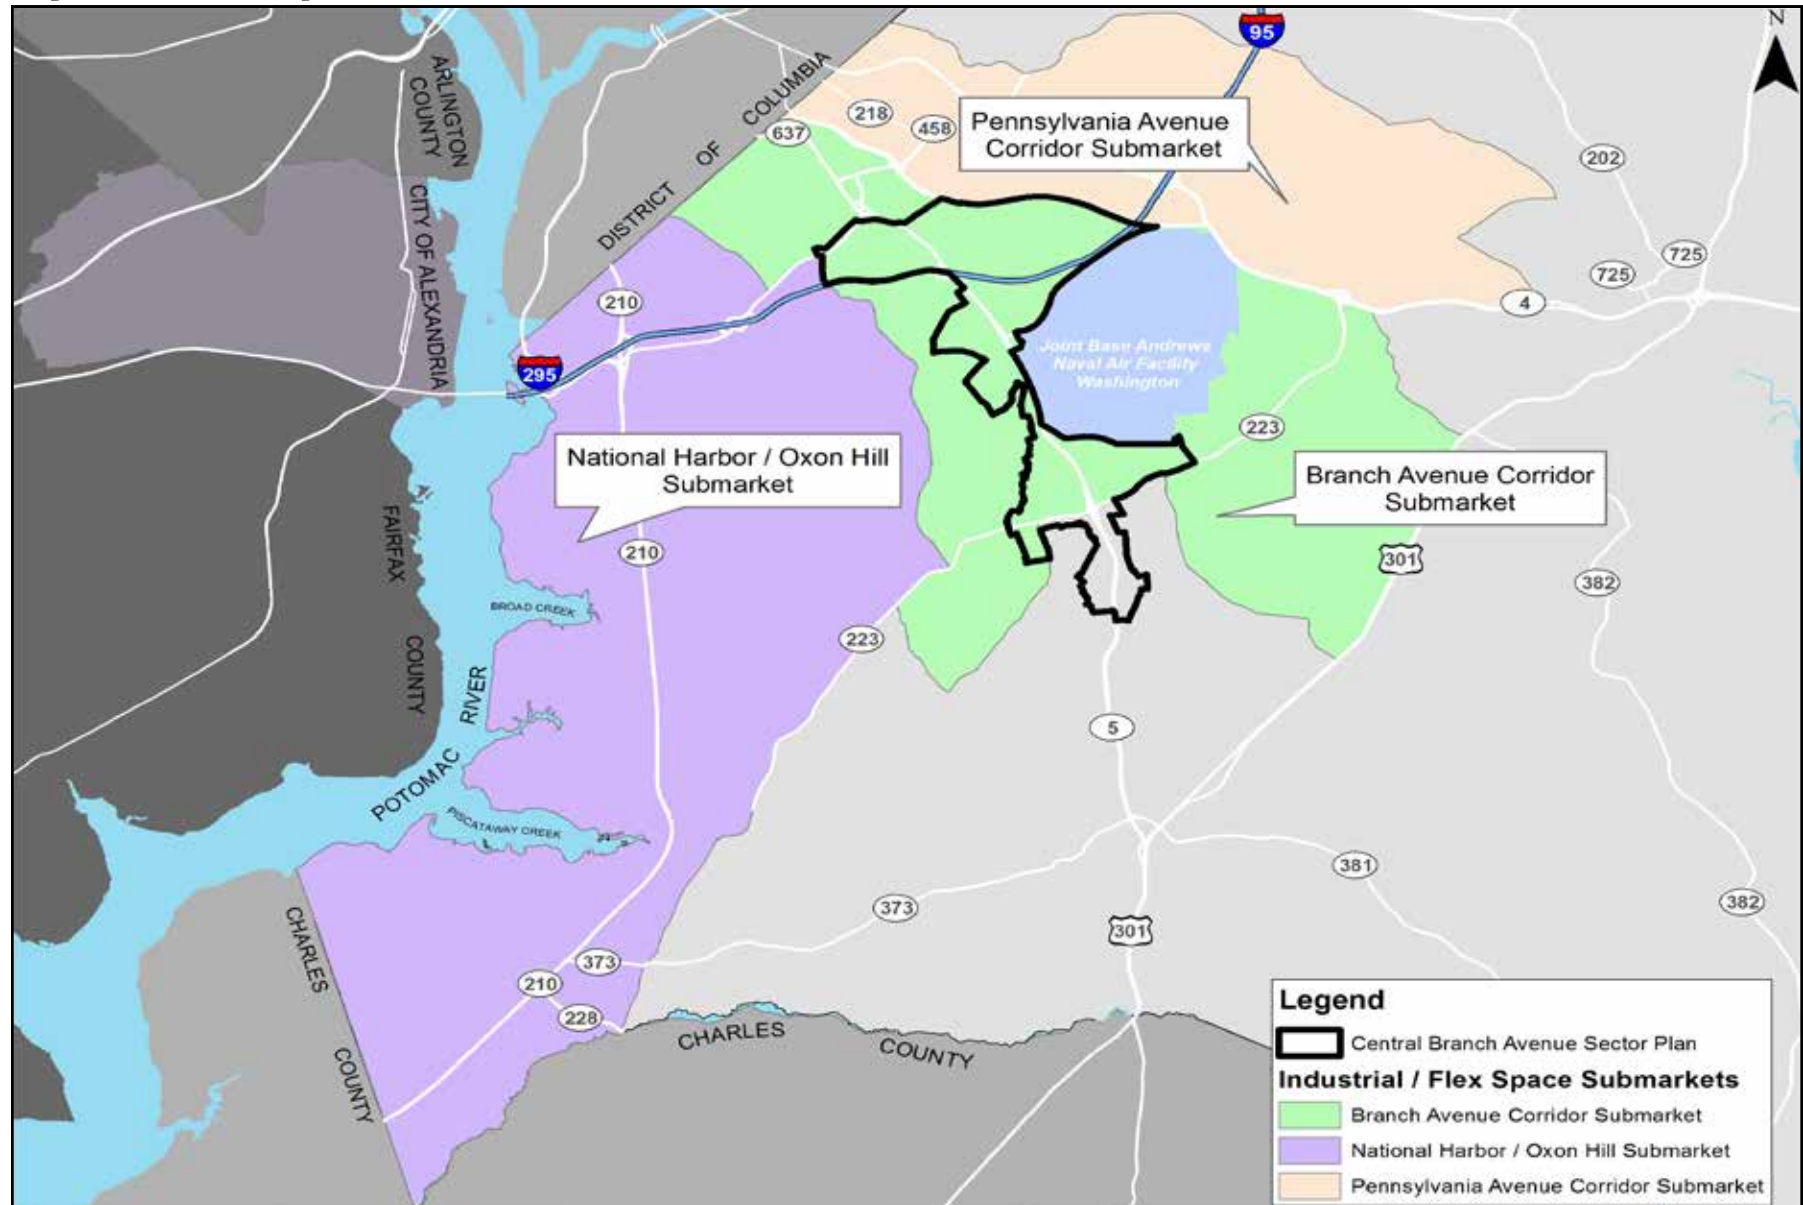 N
95
ARLINGTON
COUNTY
DISTRICT OF COLUMBIA
637
218
458
Pennsylvania Avenue
Corridor Submarket
202
725
725
4
CITY OF ALEXANDRIA
210
295
Joint Base Andrews
Naval Air Facility
Washington
223
National Harbor / Oxon Hill
Submarket
Branch Avenue Corridor
Submarket
210
301
382
FAIRFAX
COUNTY
BROAD CREEK
223
POTOMAC RIVER
5
PISCATAWAY CREEK
381
373
382
301
CHARLES
COUNTY
373
210
228
CHARLES COUNTY
Legend
Central Branch Avenue Sector Plan
Industrial / Flex Space Submarkets
Branch Avenue Corridor Submarket
National Harbor / Oxon Hill Submarket
Pennsylvania Avenue Corridor Submarket